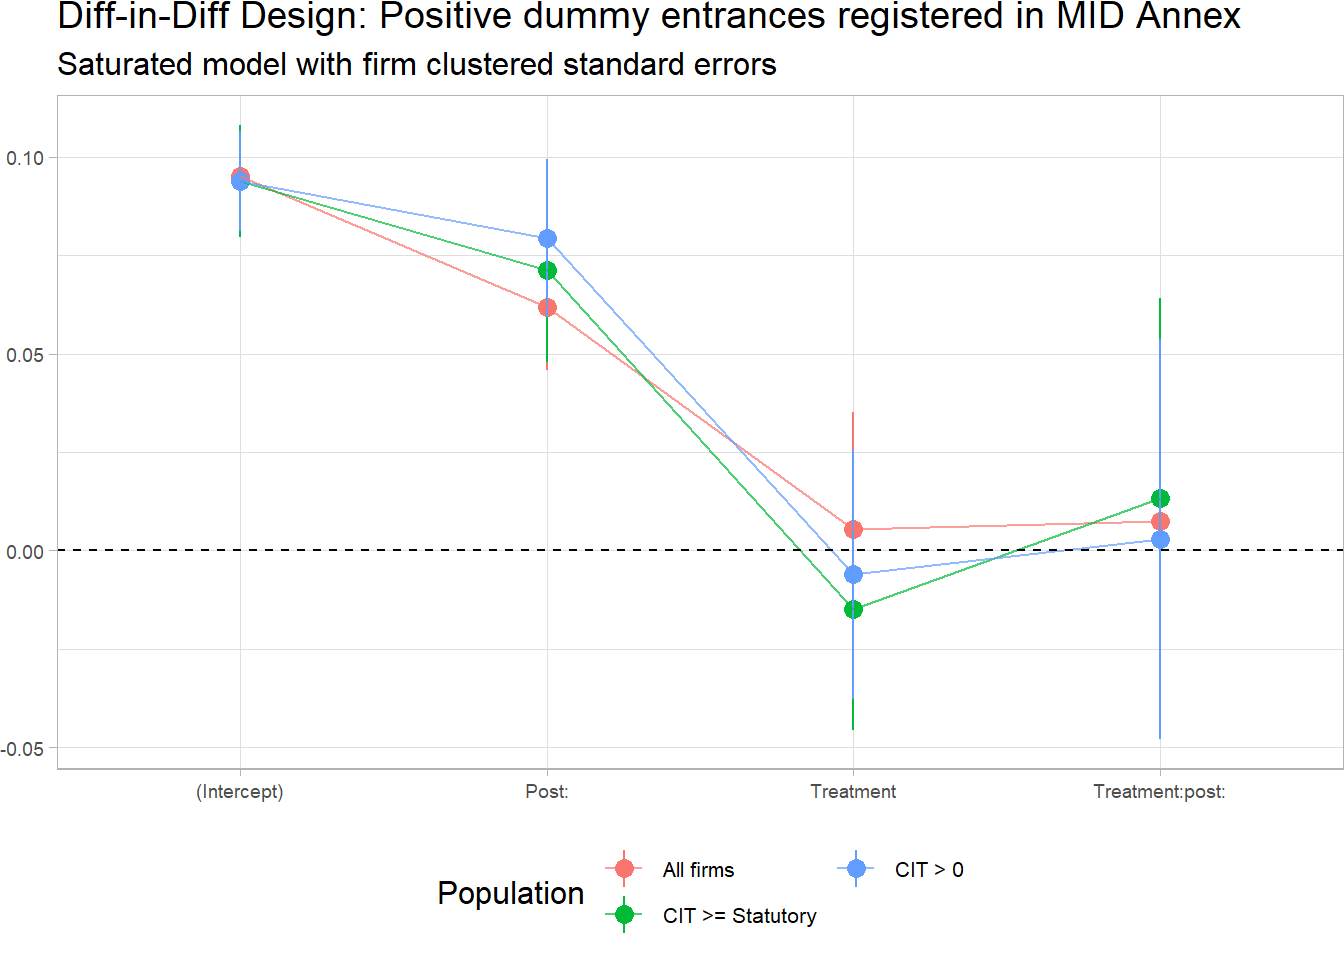 Diff-in-Diff Design: Positive dummy entrances registered in MID Annex
Saturated model with firm clustered standard errors
0.10
0.05
0.00
-0.05
(Intercept) Post: Treatment Treatment:post:
Population
All firms
CIT > 0
CIT >= Statutory